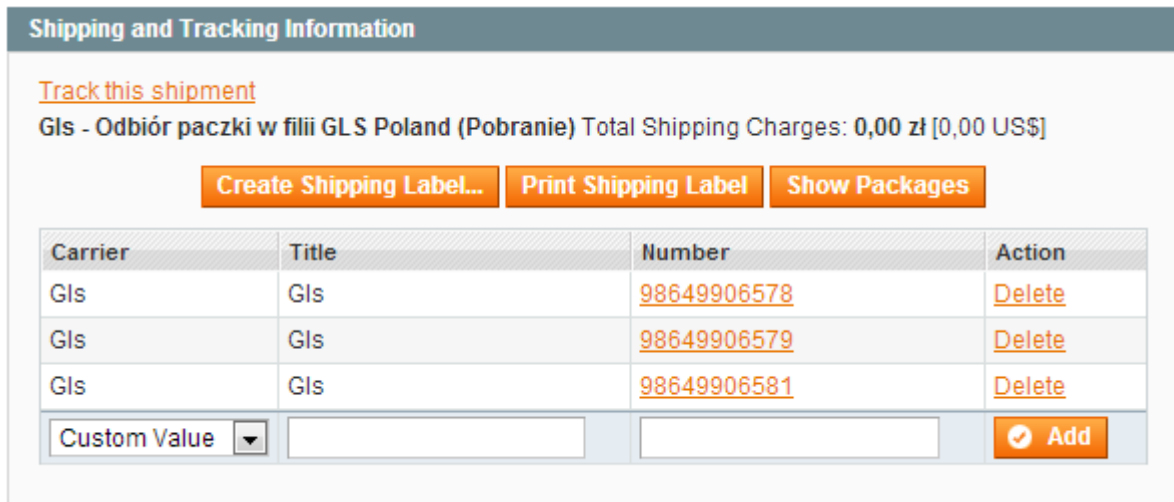 Shipping and Tracking Information
Track this shipment
Gls - Odbiór paczki w filii GLS Poland (Pobranie) Total Shipping Charges: 0,00 zł [0,00 US$]
Create Shipping Label... Print Shipping Label Show Packages
Carrier Title Number Action
Gls Gls 98649906578 Delete
Gls Gls 98649906579 Delete
Gls Gls 98649906581 Delete
Custom Value Add